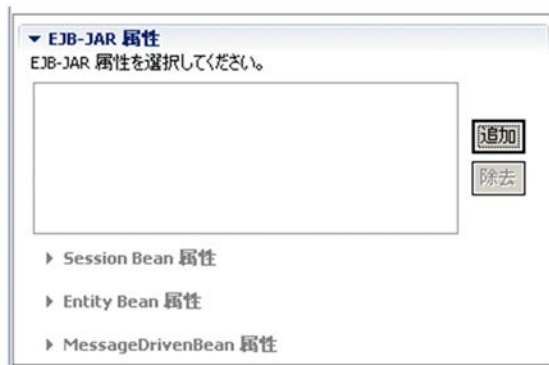 EJB-JAR 属性
EJB-JAR 属性を選択してください。
追加
除去
Session Bean 属性
Entity Bean 属性
MessageDrivenBean 属性